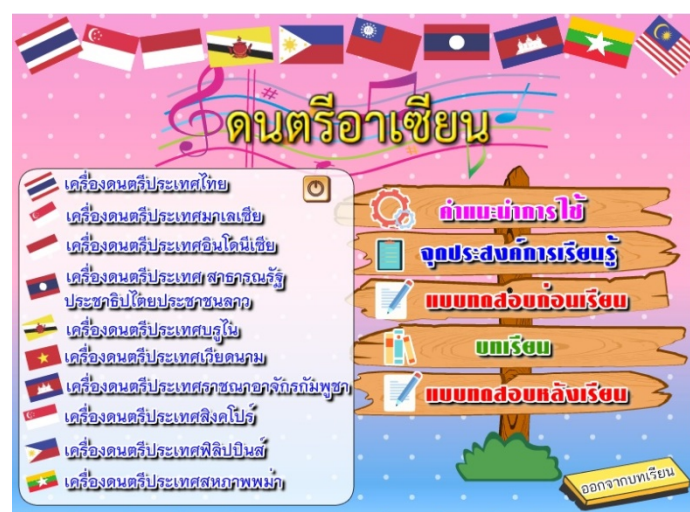 ดนตรีอาเซียน
เครื่องดนตรีประเทศไทย
เครื่องดนตรีประเทศมาเลเซีย
เครื่องดนตรีประเทศอินโดนีเซีย
เครื่องดนตรีประเทศ สาธารณรัฐ
ประชาธิปไตยประชาชนลาว
เครื่องดนตรีประเทศบรูไน
เครื่องดนตรีประเทศเวียดนาม
เครื่องดนตรีประเทศราชณาอาจักรกัมพูชา
เครื่องดนตรีประเทศสิงคโปร์
เครื่องดนตรีประเทศฟิลิปปินส์
เครื่องดนตรีประเทศสหภาพพม่า
คำแนะนำการใช้
จุดประสงค์การเรียนรู้
แบบทดสอบก่อนเรียน
บทเรียน
แบบทดสอบหลังเรียน
ออกจากบทเรียน